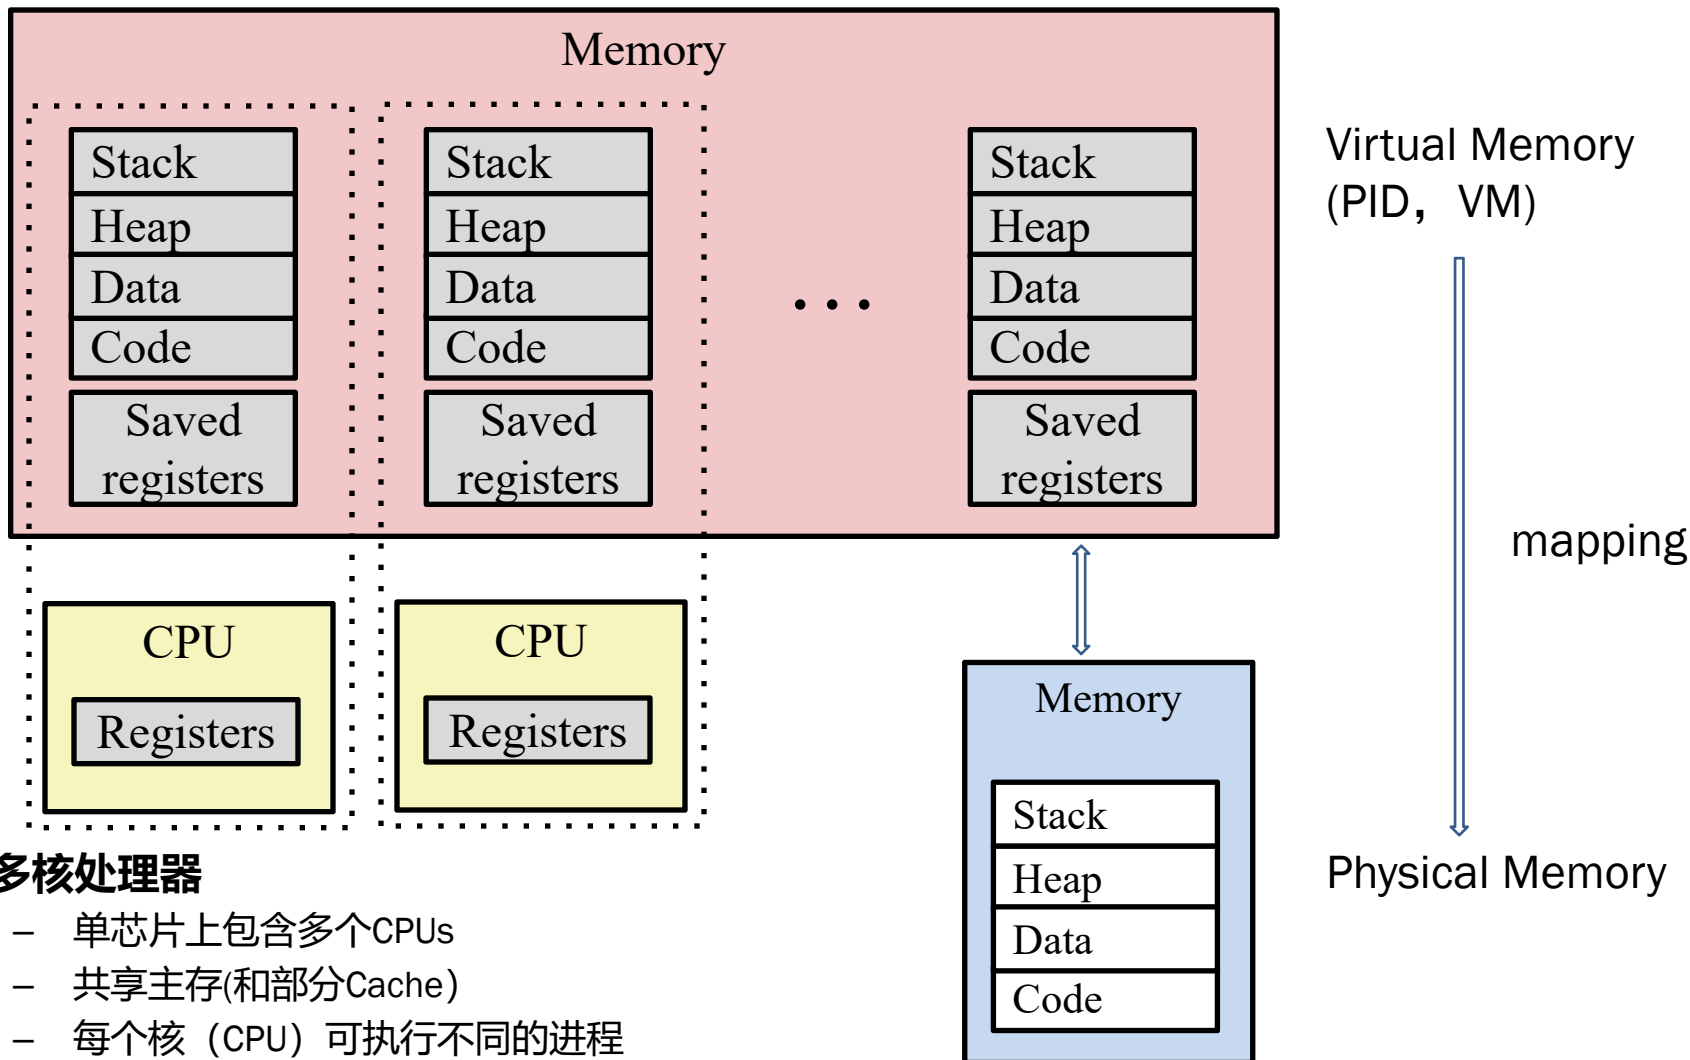 Memory
Stack
Heap
Data
Code
Saved
registers
Stack
Heap
Data
Code
Saved
registers
...
Stack
Heap
Data
Code
Saved
registers
Virtual Memory
(PID，VM)
mapping
CPU
Registers
CPU
Registers
Memory
Stack
Heap
Data
Code
Physical Memory
多核处理器
– 单芯片上包含多个CPUs
– 共享主存(和部分Cache）
– 每个核（CPU）可执行不同的进程